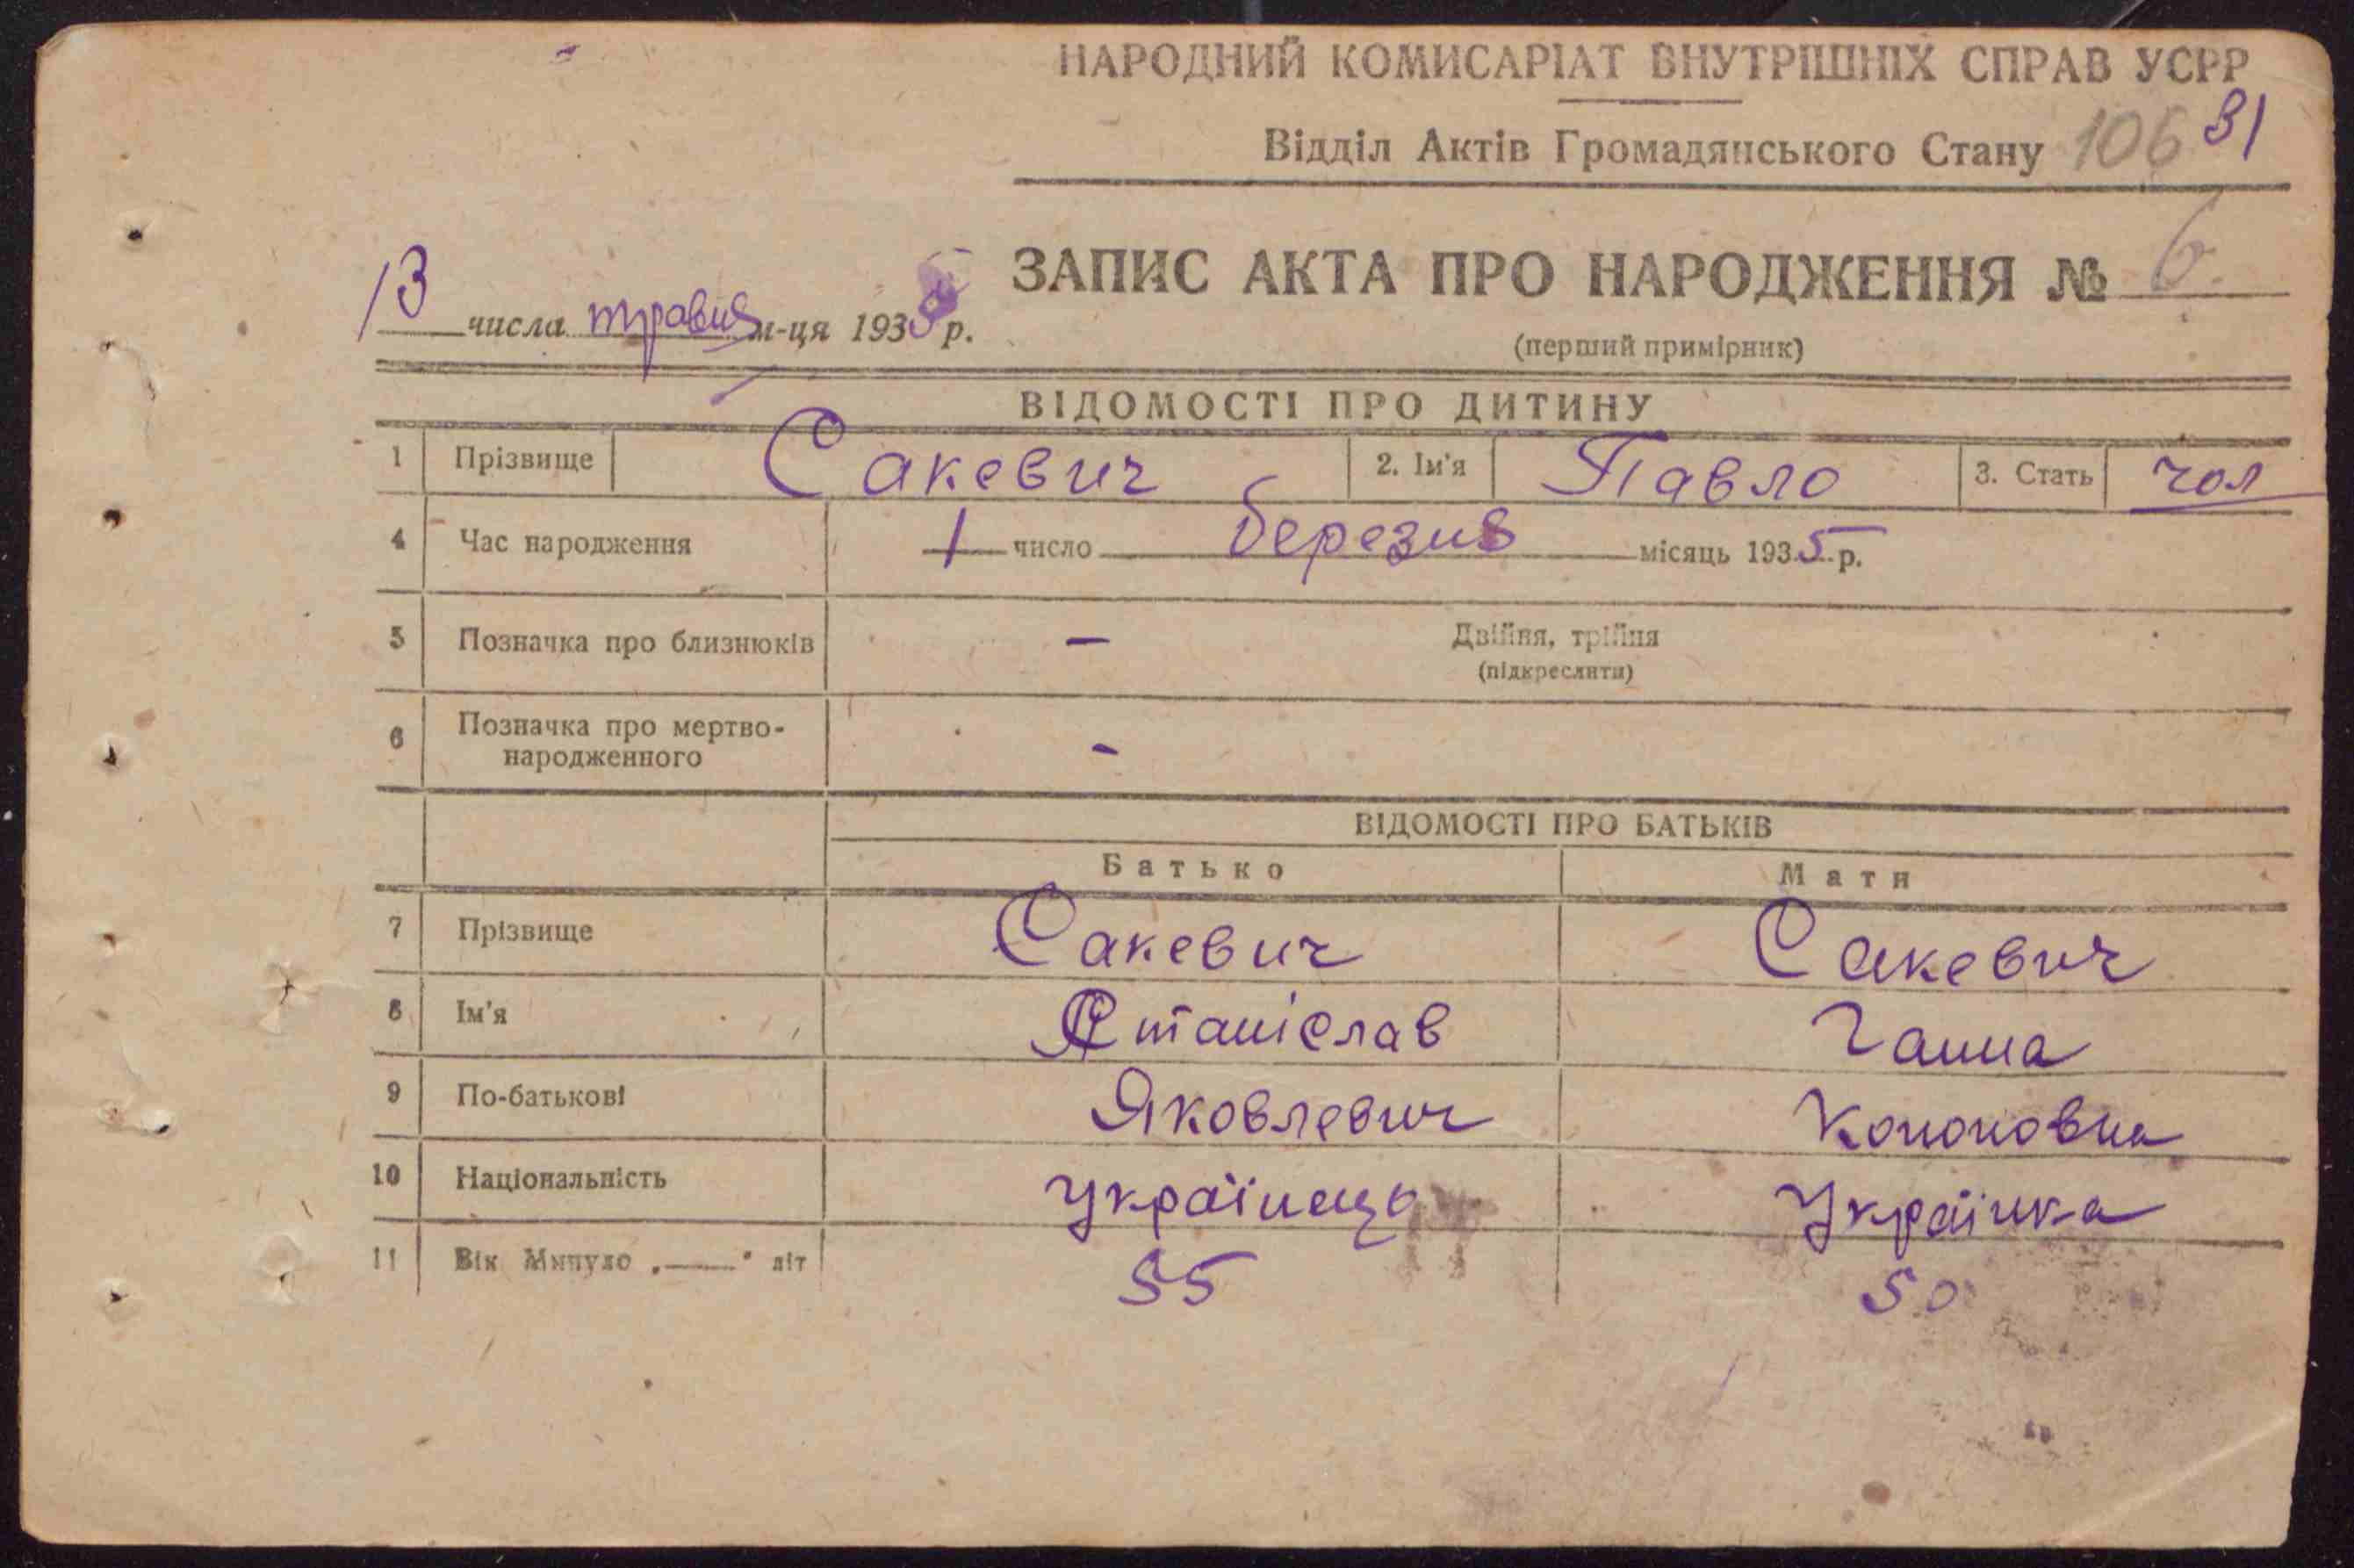 НАРОДНИЙ КОМИСАРІАТ ВНУТРІШНІХ СПРАВ УСРР
Відділ Актів Громадянського Стану 106 31
ЗАПИС АКТА ПРО НАРОДЖЕННЯ № 6
13 числа травня м-ця 193 р.
(перший примірник)
ВІДОМОСТІ ПРО ДИТИНУ
1 Прізвище Сакевич 2. Ім'я Павло 3. Стать чол
4 Час народження 1 число березня місяць 1935 р.
5 Позначка про близнюків — Двійня, трійня
(підкреслити)
6 Позначка про мертво-
народженного -
ВІДОМОСТІ ПРО БАТЬКІВ
Батько Мати
7 Прізвище Сакевич Сакевич
8 Ім'я Станіслав Ганна
9 По-батькові Яковлевич Кононовна
10 Національність Українець Українка
11 Вік Минуло „——" літ 55 50